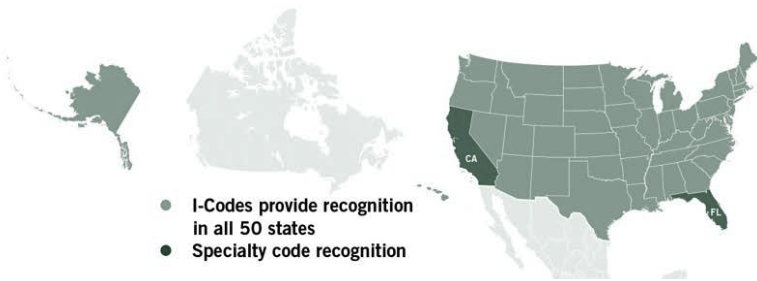 CA
FL
I-Codes provide recognition
in all 50 states
Specialty code recognition